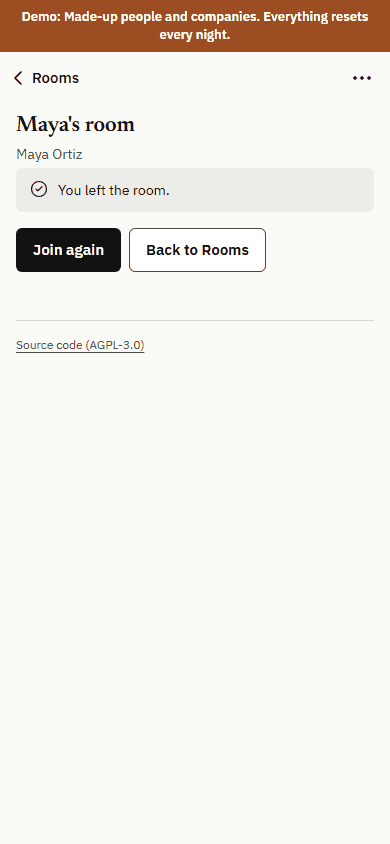 Demo: Made-up people and companies. Everything resets
every night.
Rooms
Maya's room
Maya Ortiz
You left the room.
Join again
Back to Rooms
Source code (AGPL-3.0)